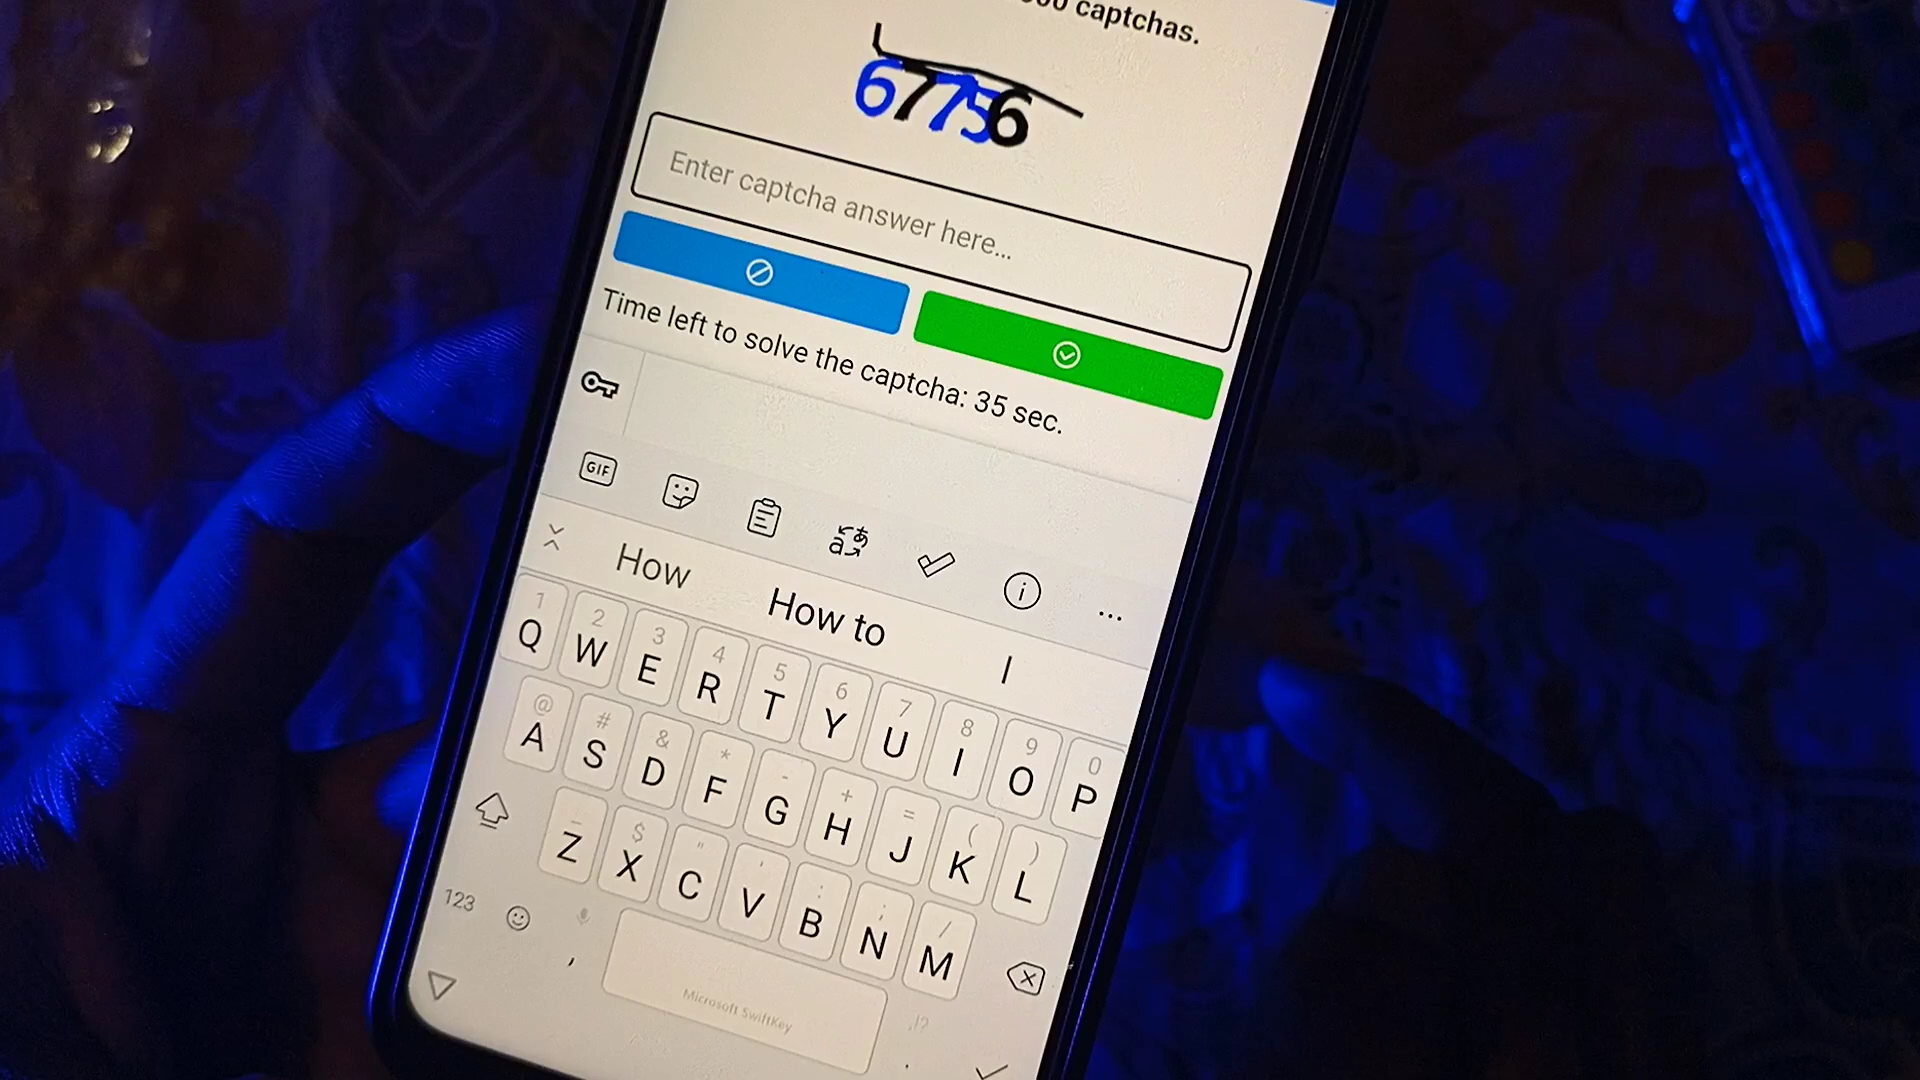 captchas.
67756
Enter captcha answer here...
Time left to solve the captcha: 35 sec.
GIF
How How to I
1 2 3 4 5 6 7 8 9 0
Q W E R T Y U I O P
@ # & * - + = ( )
A S D F G H J K L
$ " ' : ; /
Z X C V B N M
123 , .
!?
Microsoft SwiftKey